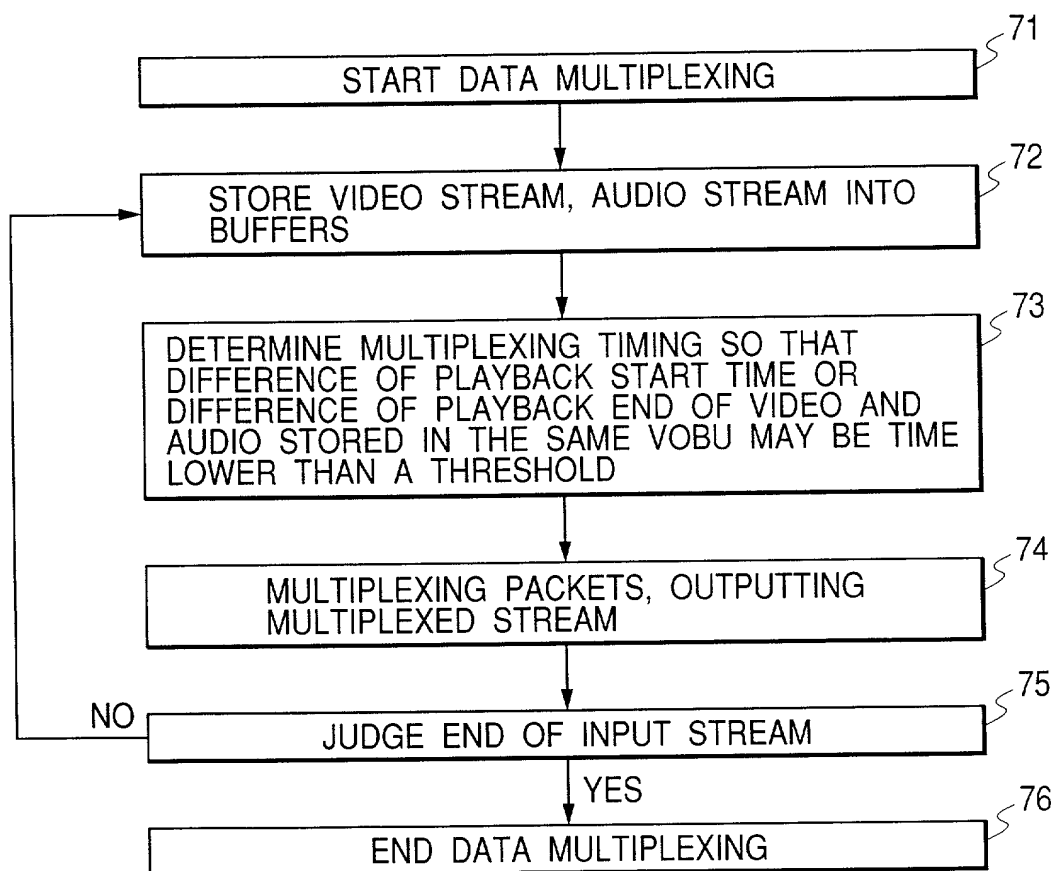 71
START DATA MULTIPLEXING
72
STORE VIDEO STREAM, AUDIO STREAM INTO
BUFFERS
73
DETERMINE MULTIPLEXING TIMING SO THAT
DIFFERENCE OF PLAYBACK START TIME OR
DIFFERENCE OF PLAYBACK END OF VIDEO AND
AUDIO STORED IN THE SAME VOBU MAY BE TIME
LOWER THAN A THRESHOLD
74
MULTIPLEXING PACKETS, OUTPUTTING
MULTIPLEXED STREAM
75
NO
JUDGE END OF INPUT STREAM
YES
76
END DATA MULTIPLEXING